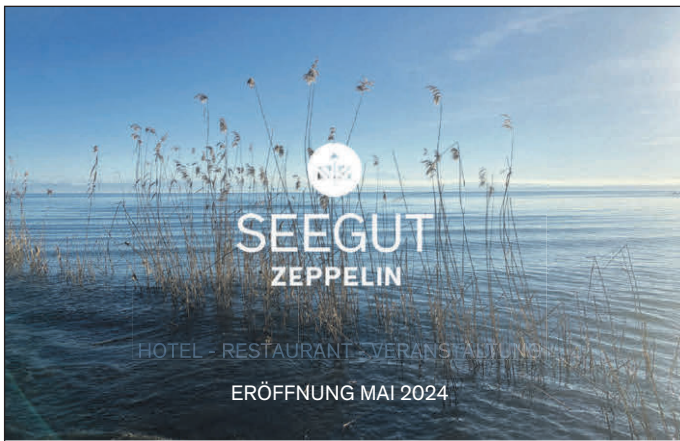 SEEGUT
ZEPPELIN
HOTEL - RESTAURANT - VERANSTALTUNG
ERÖFFNUNG MAI 2024